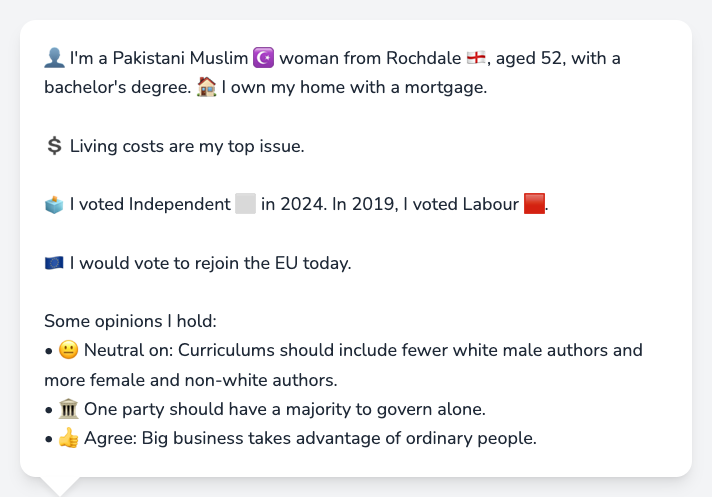 👤 I'm a Pakistani Muslim ☪️ woman from Rochdale 🏴󠁧󠁢󠁥󠁮󠁧󠁿, aged 52, with a
bachelor's degree. 🏠 I own my home with a mortgage.
💲 Living costs are my top issue.
🗳️ I voted Independent ⬜ in 2024. In 2019, I voted Labour 🟥.
🇪🇺 I would vote to rejoin the EU today.
Some opinions I hold:
• 😐 Neutral on: Curriculums should include fewer white male authors and
more female and non-white authors.
• 🏛️ One party should have a majority to govern alone.
• 👍 Agree: Big business takes advantage of ordinary people.